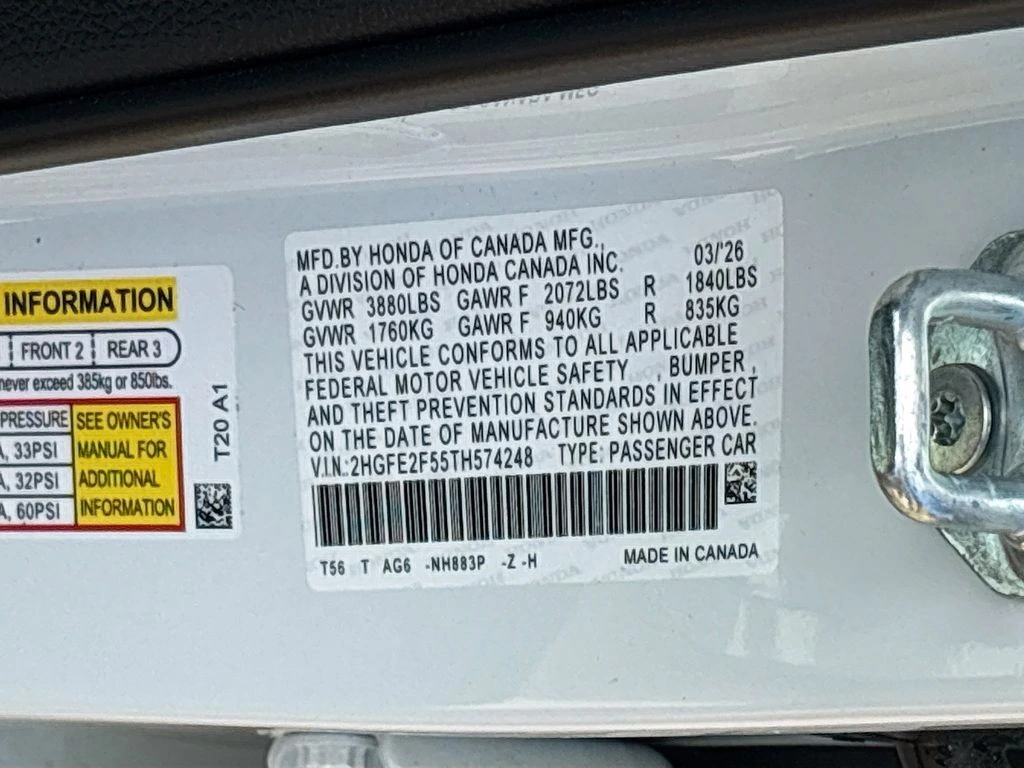 INFORMATION
FRONT 2 REAR 3
never exceed 385kg or 850lbs.
PRESSURE SEE OWNER'S
33PSI MANUAL FOR
32PSI ADDITIONAL
60PSI INFORMATION
T20 A1
MFD.BY HONDA OF CANADA MFG., 03/'26
A DIVISION OF HONDA CANADA INC.
GVWR 3880LBS GAWR F 2072LBS R 1840LBS
GVWR 1760KG GAWR F 940KG R 835KG
THIS VEHICLE CONFORMS TO ALL APPLICABLE
FEDERAL MOTOR VEHICLE SAFETY , BUMPER,
AND THEFT PREVENTION STANDARDS IN EFFECT
ON THE DATE OF MANUFACTURE SHOWN ABOVE.
V.I.N.:2HGFE2F55TH574248 TYPE: PASSENGER CAR
T56 T AG6 -NH883P -Z -H MADE IN CANADA